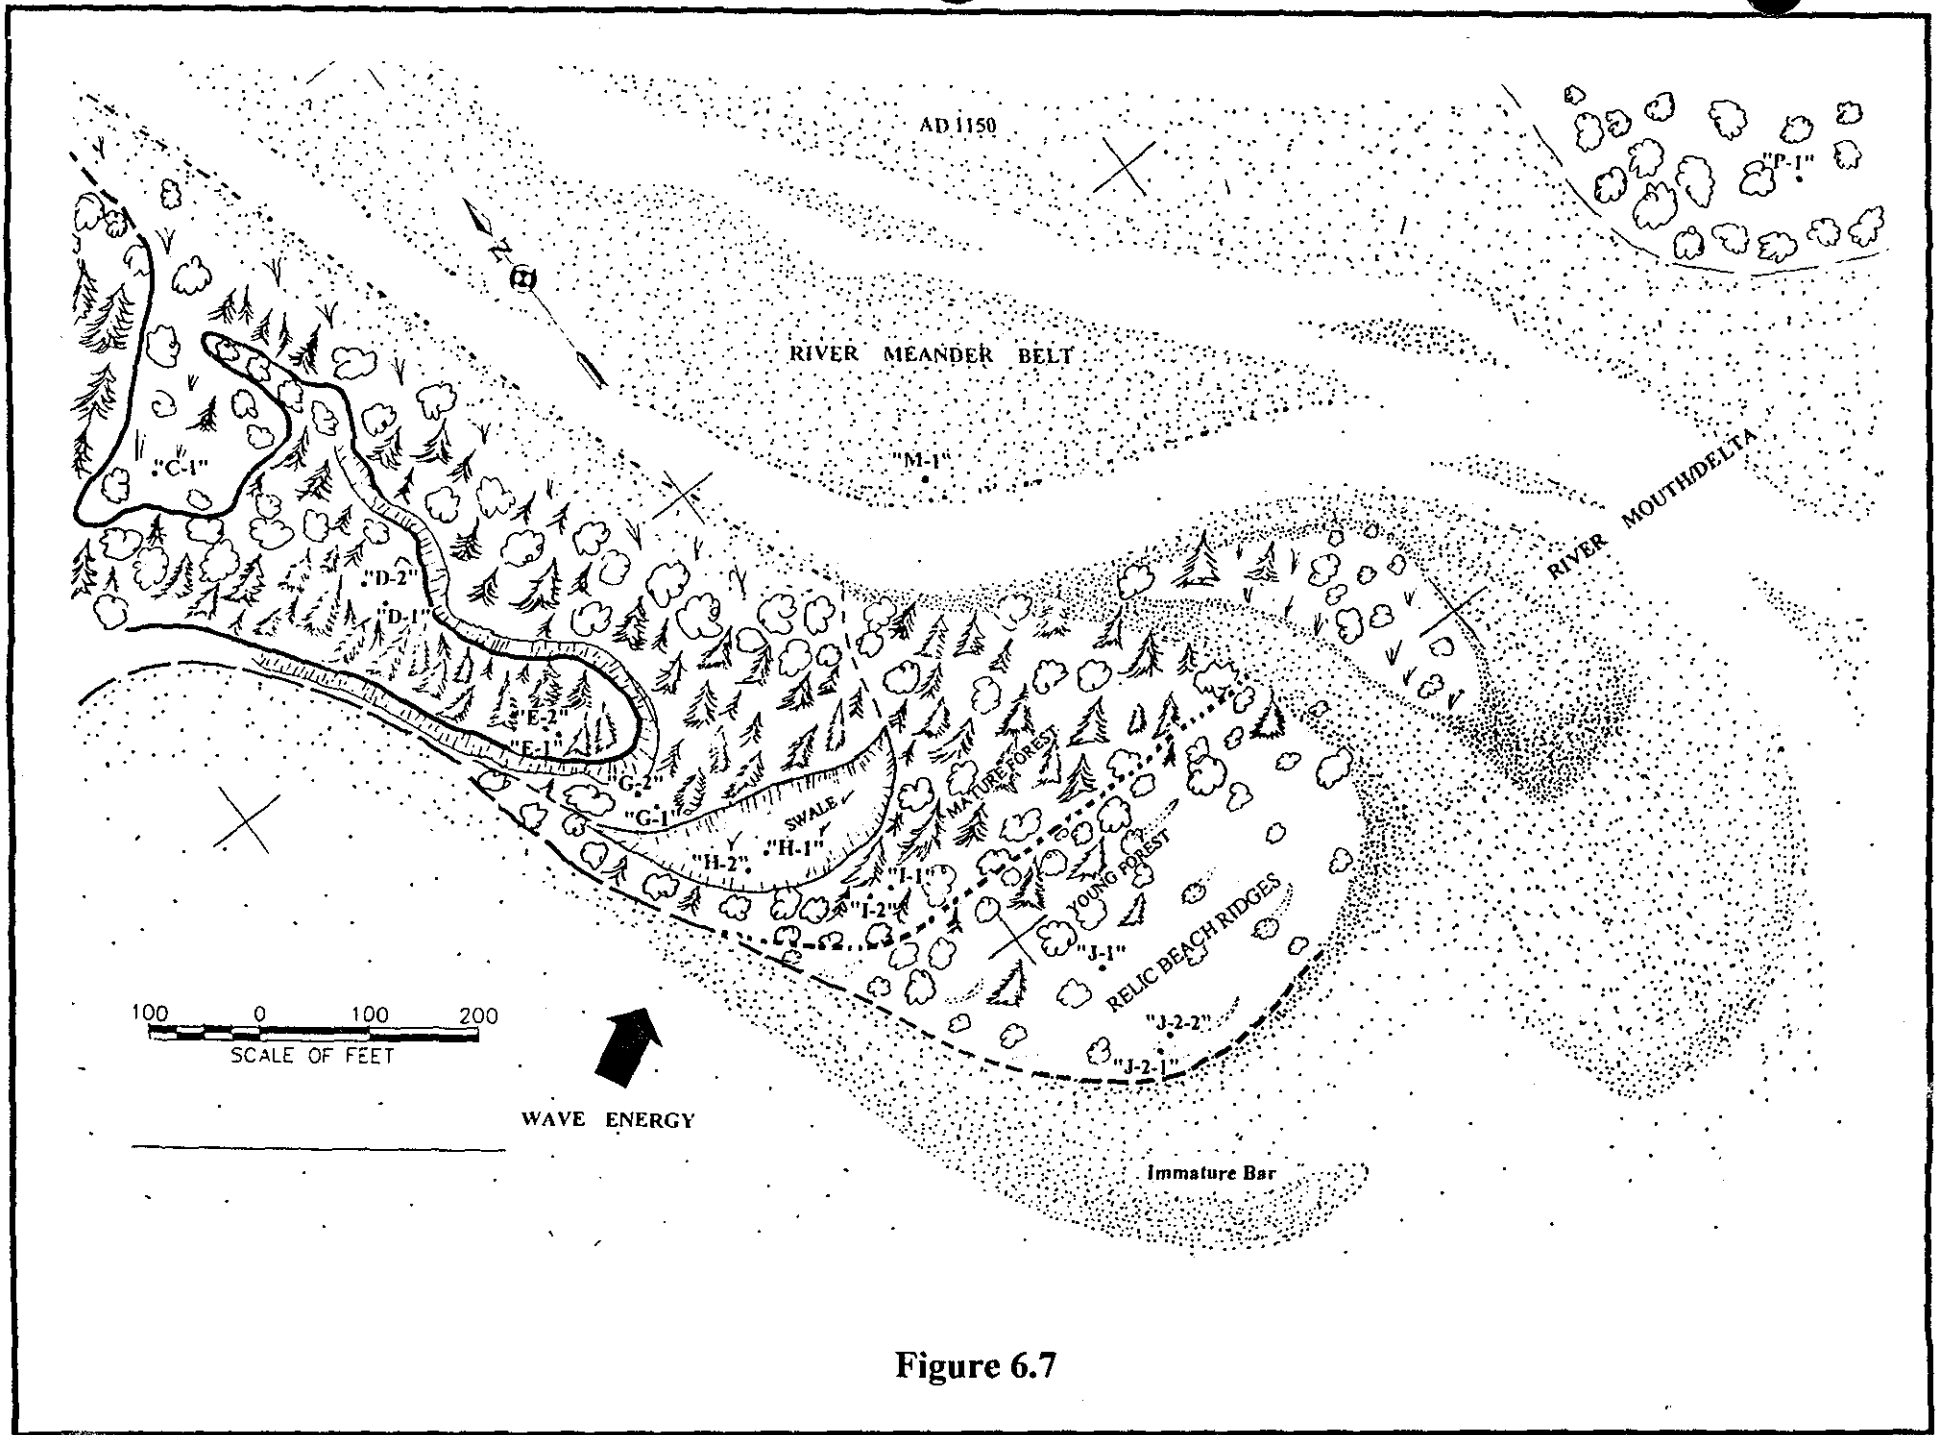 AD 1150
"P-1"
N
RIVER MEANDER BELT
"M-1"
RIVER MOUTH/DELTA
"C-1"
"D-2"
"D-1"
"E-2"
"E-1"
"G-2"
"G-1"
SWALE
"H-1"
"H-2"
MATURE FOREST
"I-1"
"I-2"
YOUNG FOREST
"J-1"
RELIC BEACH RIDGES
"J-2-2"
"J-2-1"
100 0 100 200
SCALE OF FEET
WAVE ENERGY
Immature Bar
Figure 6.7